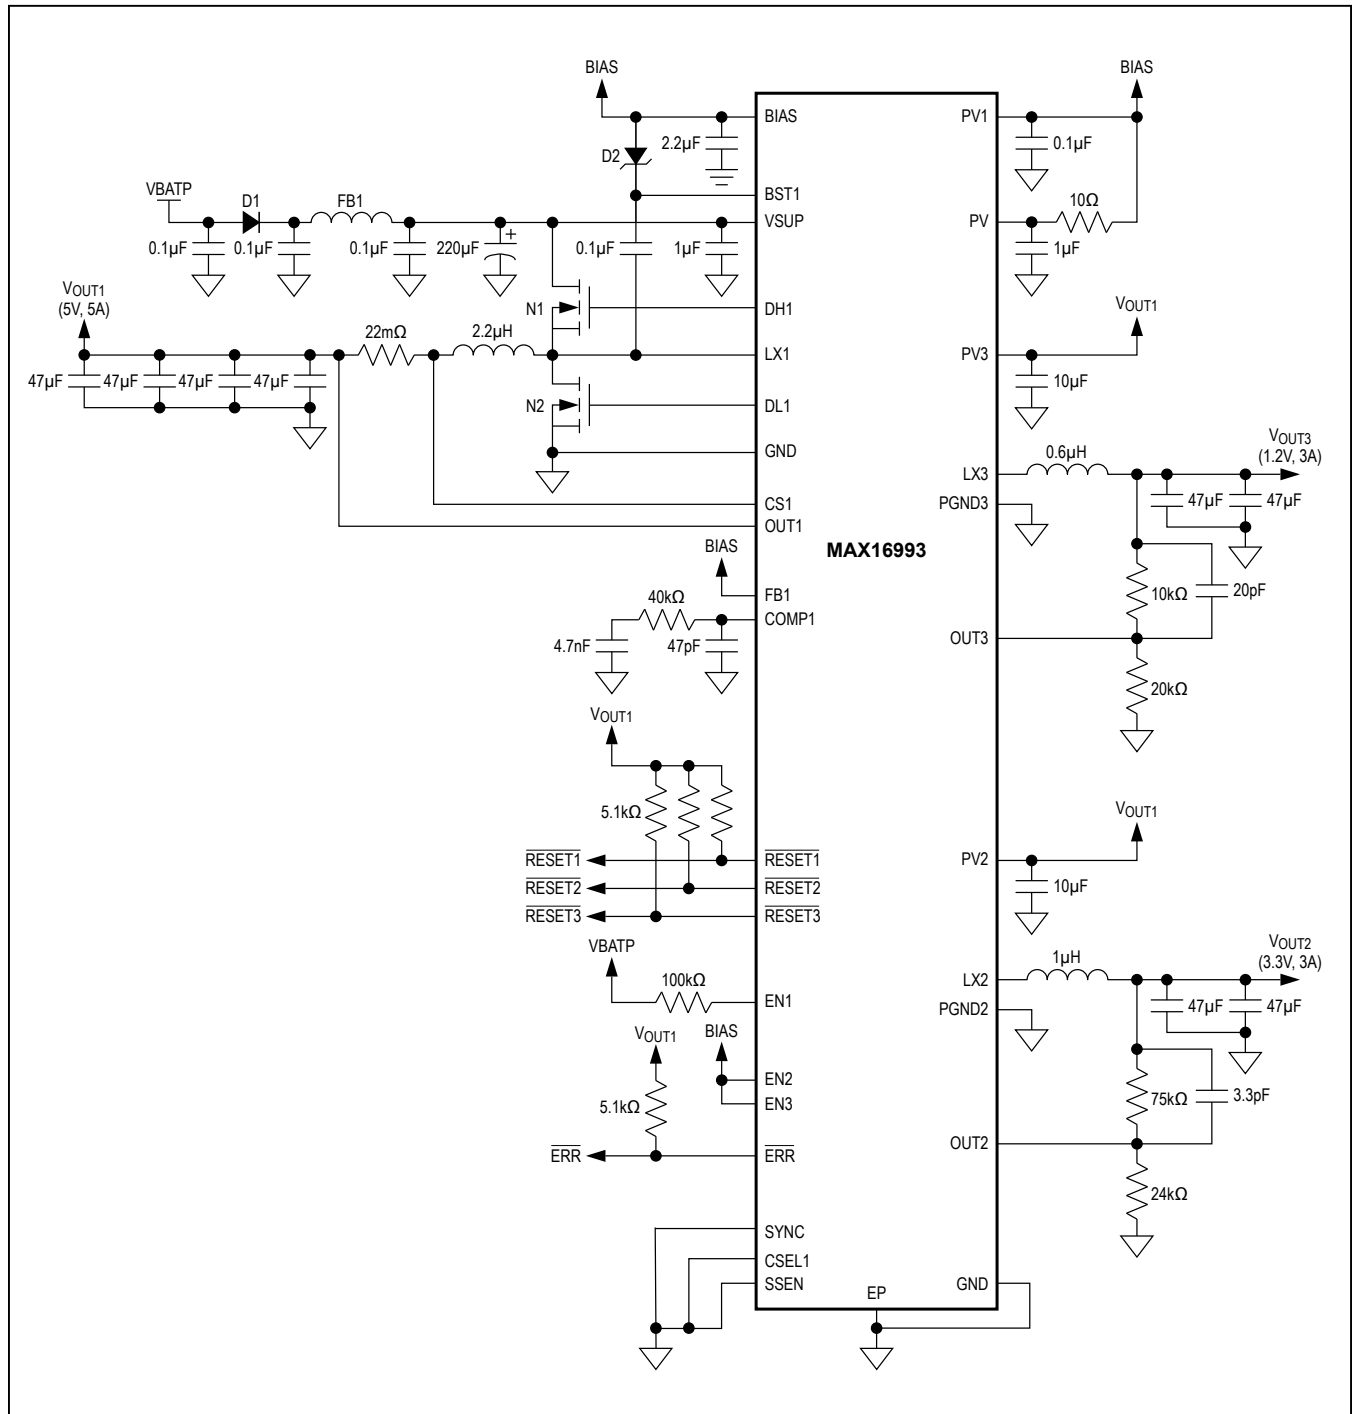 BIAS
BIAS
BIAS
PV1
2.2µF
D2
0.1µF
VBATP
D1
FB1
BST1
10Ω
VSUP
PV
0.1µF
0.1µF
0.1µF
220µF
+
0.1µF
1µF
1µF
VOUT1
(5V, 5A)
VOUT1
N1
DH1
22mΩ
2.2µH
LX1
PV3
47µF
47µF
47µF
47µF
10µF
N2
DL1
VOUT3
(1.2V, 3A)
0.6µH
GND
LX3
CS1
PGND3
47µF
47µF
OUT1
MAX16993
BIAS
FB1
10kΩ
20pF
40kΩ
COMP1
OUT3
4.7nF
47pF
20kΩ
VOUT1
5.1kΩ
VOUT1
RESET1
RESET1
PV2
RESET2
RESET2
10µF
RESET3
RESET3
VBATP
VOUT2
(3.3V, 3A)
1µH
100kΩ
LX2
EN1
PGND2
47µF
47µF
VOUT1
BIAS
EN2
5.1kΩ
EN3
75kΩ
3.3pF
OUT2
ERR
ERR
24kΩ
SYNC
CSEL1
SSEN
GND
EP